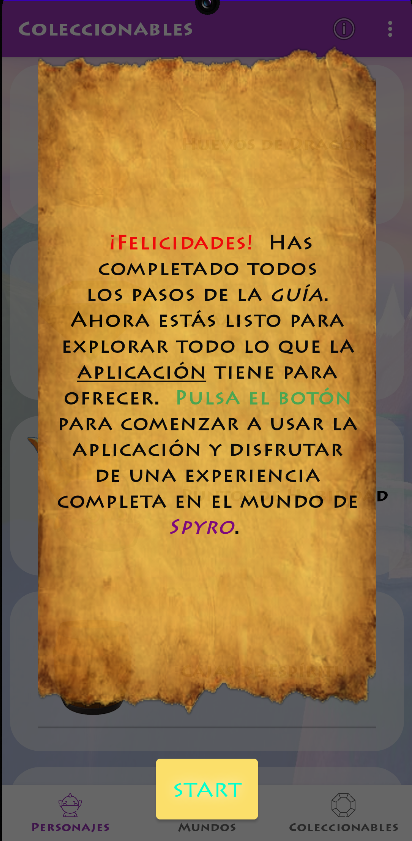 Coleccionables
¡Felicidades! Has
completado todos
los pasos de la guía.
Ahora estás listo para
explorar todo lo que la
aplicación tiene para
ofrecer. Pulsa el botón
para comenzar a usar la
aplicación y disfrutar
de una experiencia
completa en el mundo de
Spyro.
START
Personajes
Mundos
Coleccionables